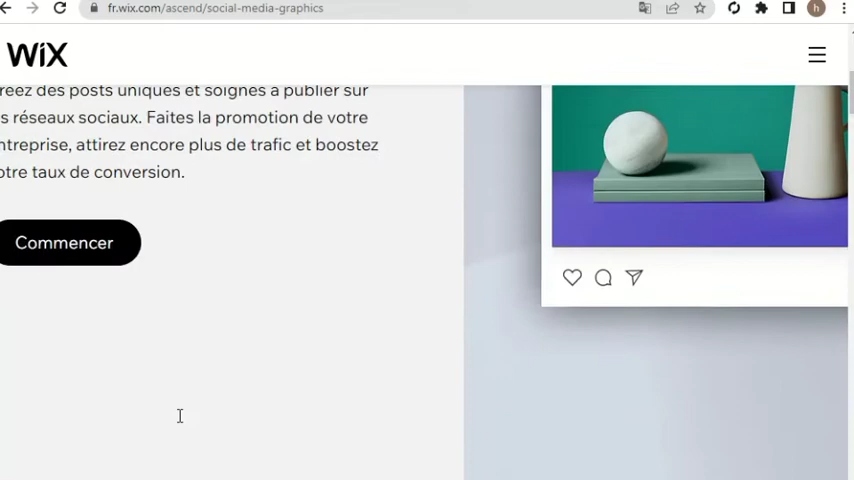 fr.wix.com/ascend/social-media-graphics
h
WiX
réez des posts uniques et soignés à publier sur
s réseaux sociaux. Faites la promotion de votre
ntreprise, attirez encore plus de trafic et boostez
otre taux de conversion.
Commencer